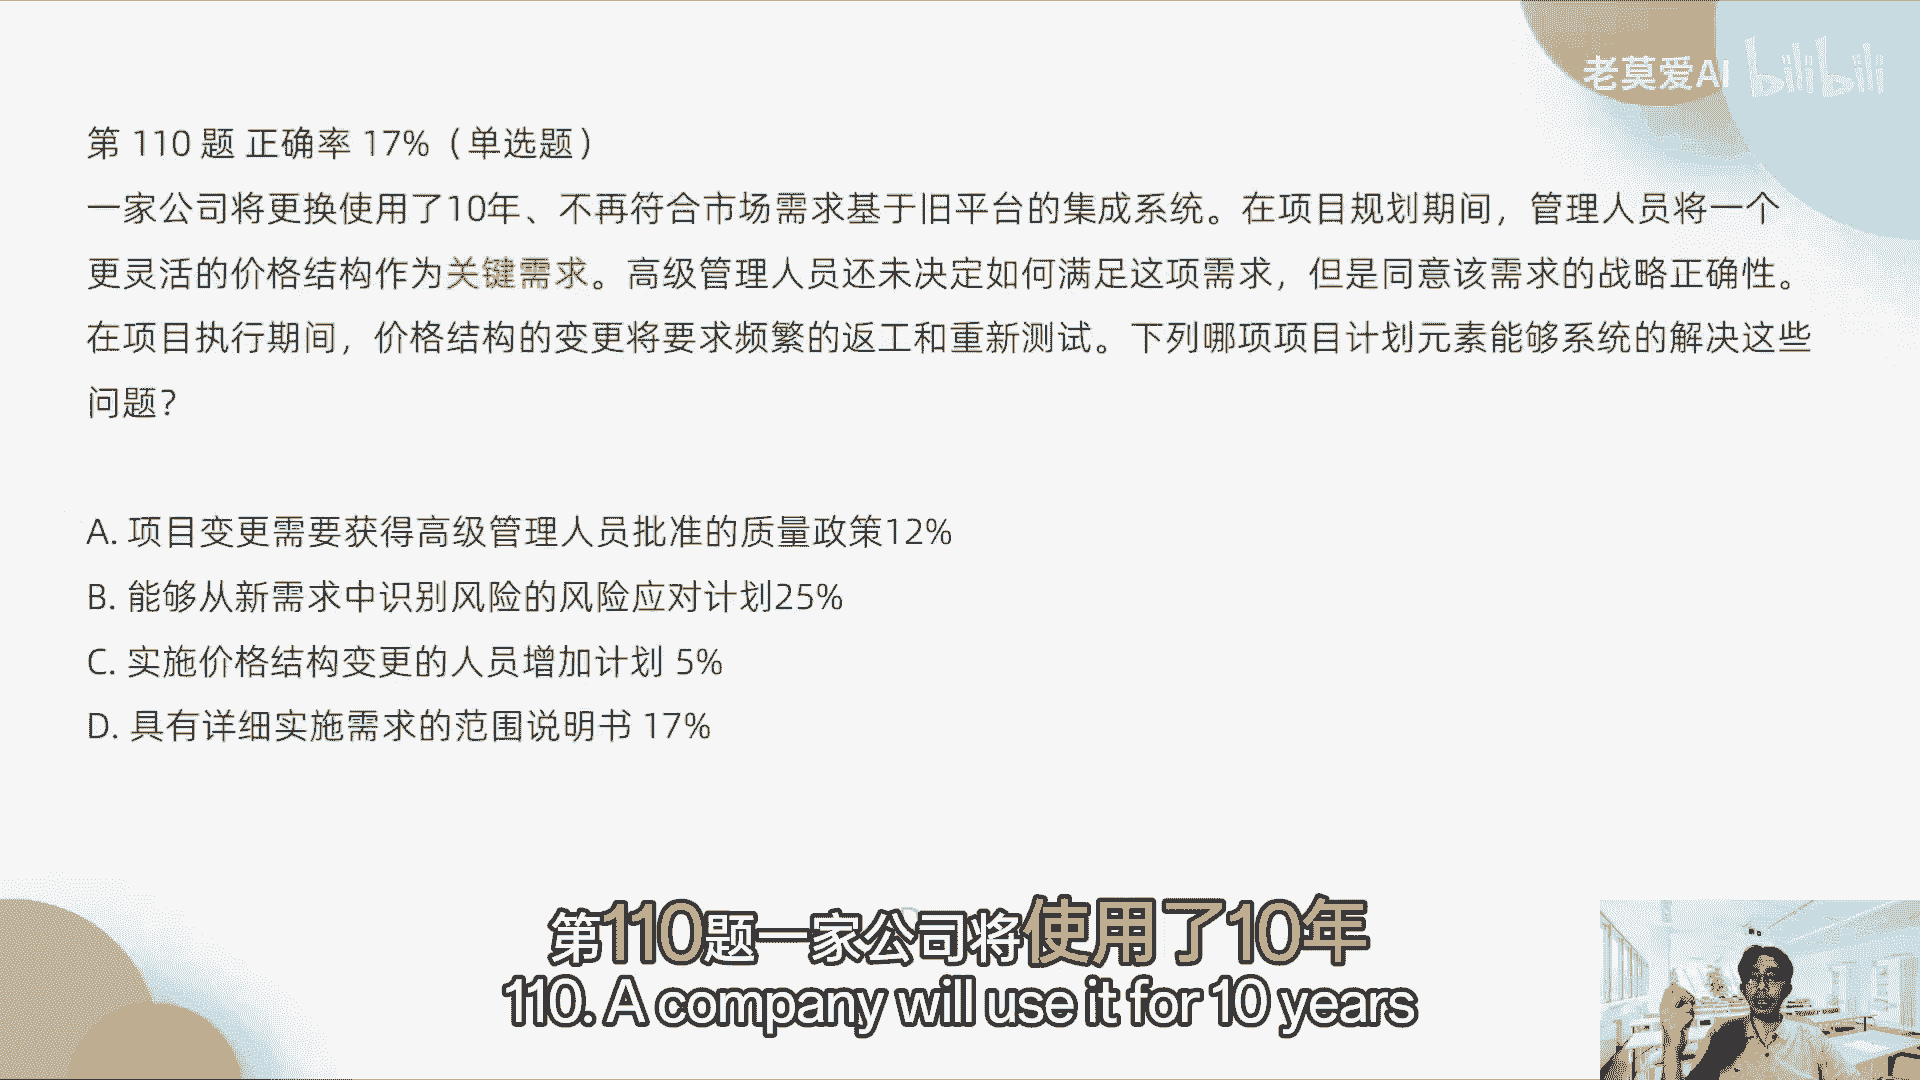 老莫爱AI bilibili
第 110 题 正确率 17%（单选题）
一家公司将更换使用了10年、不再符合市场需求基于旧平台的集成系统。在项目规划期间，管理人员将一个
更灵活的价格结构作为关键需求。高级管理人员还未决定如何满足这项需求，但是同意该需求的战略正确性。
在项目执行期间，价格结构的变更将要求频繁的返工和重新测试。下列哪项项目计划元素能够系统的解决这些
问题？
A. 项目变更需要获得高级管理人员批准的质量政策12%
B. 能够从新需求中识别风险的风险应对计划25%
C. 实施价格结构变更的人员增加计划 5%
D. 具有详细实施需求的范围说明书 17%
第110题一家公司将使用了10年
110. A company will use it for 10 years